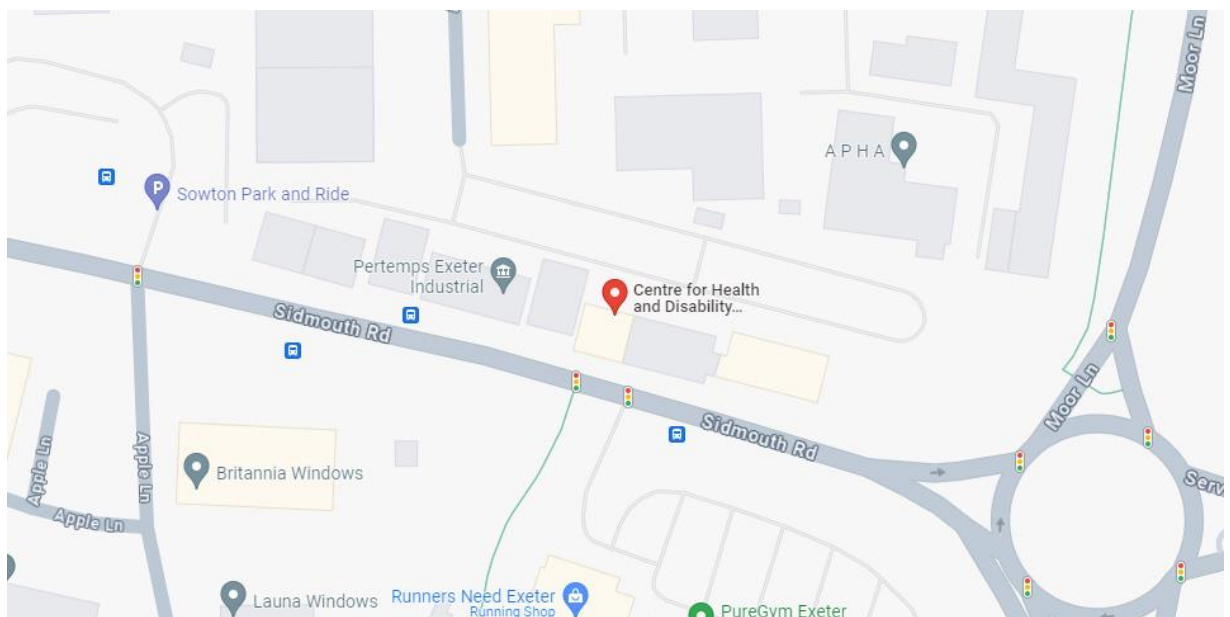 Moor Ln
A P H A
Sowton Park and Ride
P
Pertemps Exeter
Industrial
Centre for Health
and Disability...
Sidmouth Rd
Moor Ln
Sidmouth Rd
Apple Ln
Apple Ln
Britannia Windows
Serv
Apple Ln
Runners Need Exeter
Running Shop
Launa Windows
PureGym Exeter